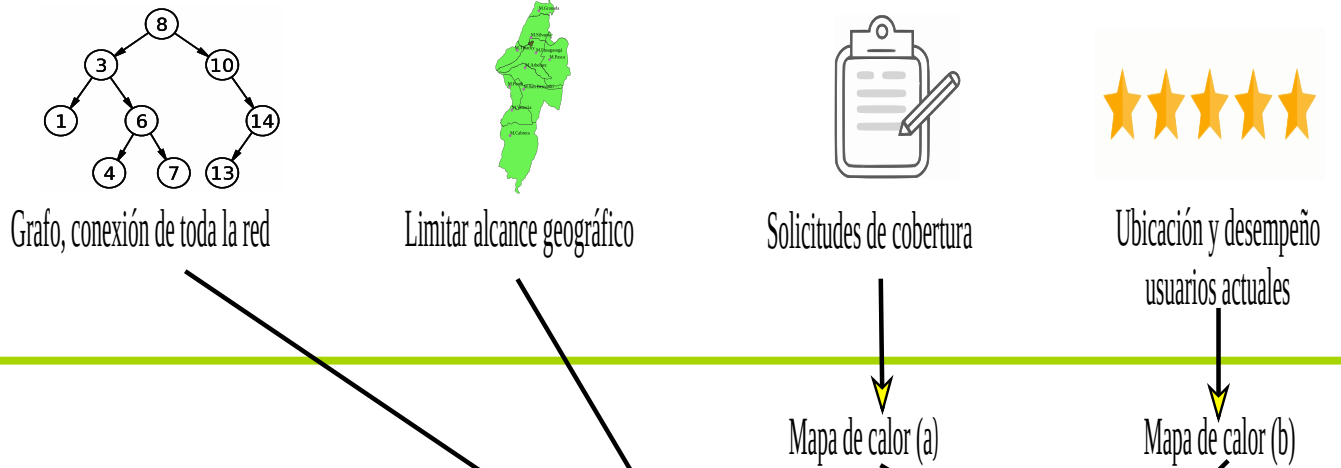 8
3
10
1
6
14
4
7
13
M.Cabrera
Grafo, conexión de toda la red
Limitar alcance geográfico
Solicitudes de cobertura
Ubicación y desempeño
usuarios actuales
Mapa de calor (a)
Mapa de calor (b)